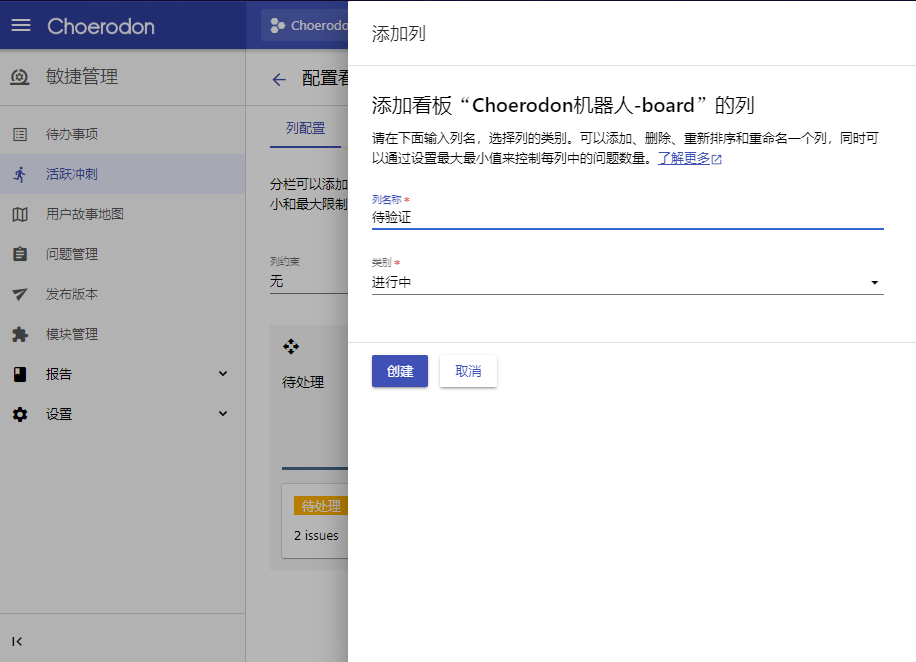 Choerodon
Choerodo
敏捷管理
待办事项
活跃冲刺
用户故事地图
问题管理
发布版本
模块管理
报告
设置
配置看
列配置
分栏可以添加
小和最大限制
列约束
无
待处理
待处理
2 issues
添加列
添加看板“Choerodon机器人-board”的列
请在下面输入列名，选择列的类别。可以添加、删除、重新排序和重命名一个列，同时可
以通过设置最大最小值来控制每列中的问题数量。了解更多
列名称 *
待验证
类别 *
进行中
创建
取消